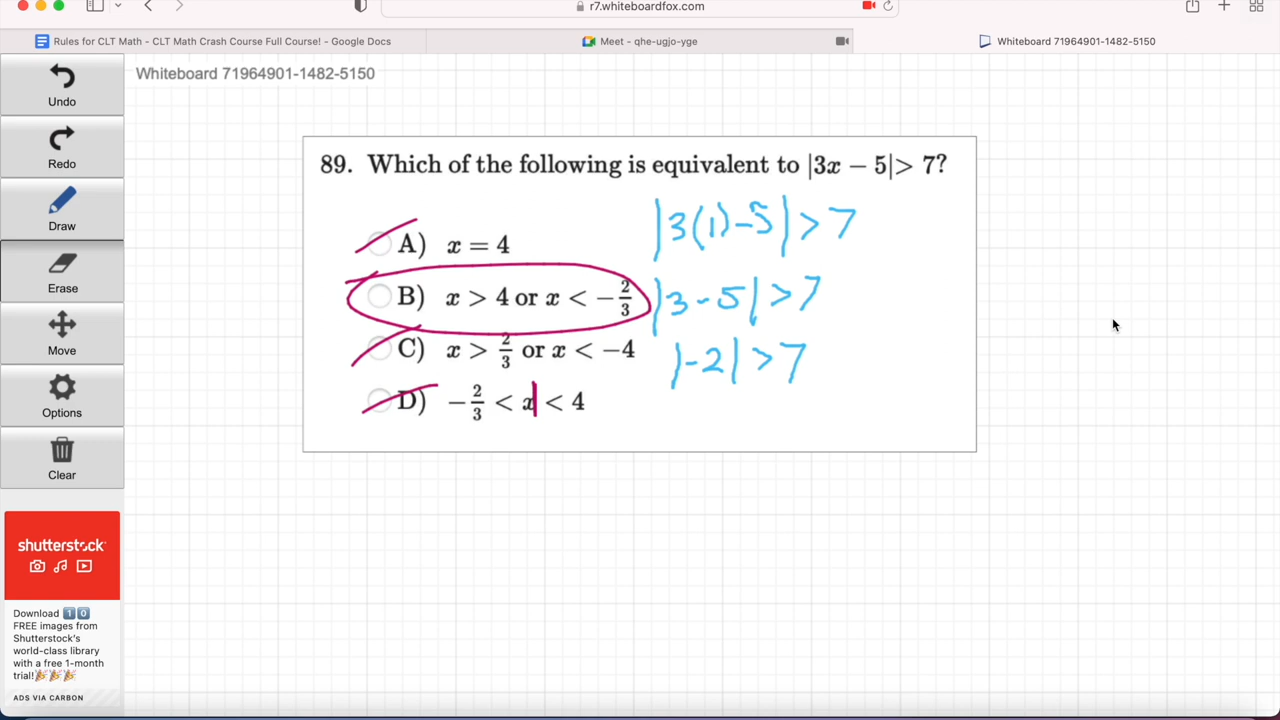 r7.whiteboardfox.com
Rules for CLT Math - CLT Math Crash Course Full Course! - Google Docs
Meet - qhe-ugjo-yge
Whiteboard 71964901-1482-5150
Whiteboard 71964901-1482-5150
Undo
Redo
Draw
Erase
Move
Options
Clear
89. Which of the following is equivalent to |3x − 5|> 7?
A) x = 4
B) x > 4 or x < −2/3
C) x > 2/3 or x < −4
D) −2/3 < x < 4
|3(1)-5| > 7
|3-5| > 7
|-2| > 7
shutterstock
Download 1️⃣0️⃣
FREE images from
Shutterstock's
world-class library
with a free 1-month
trial!🎉🎉🎉
ADS VIA CARBON